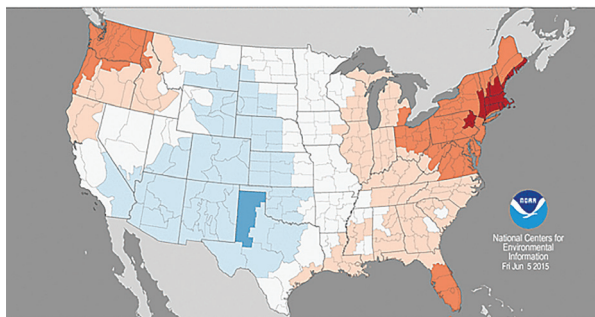 NOAA
National Centers for
Environmental
Information
Fri Jun 5 2015